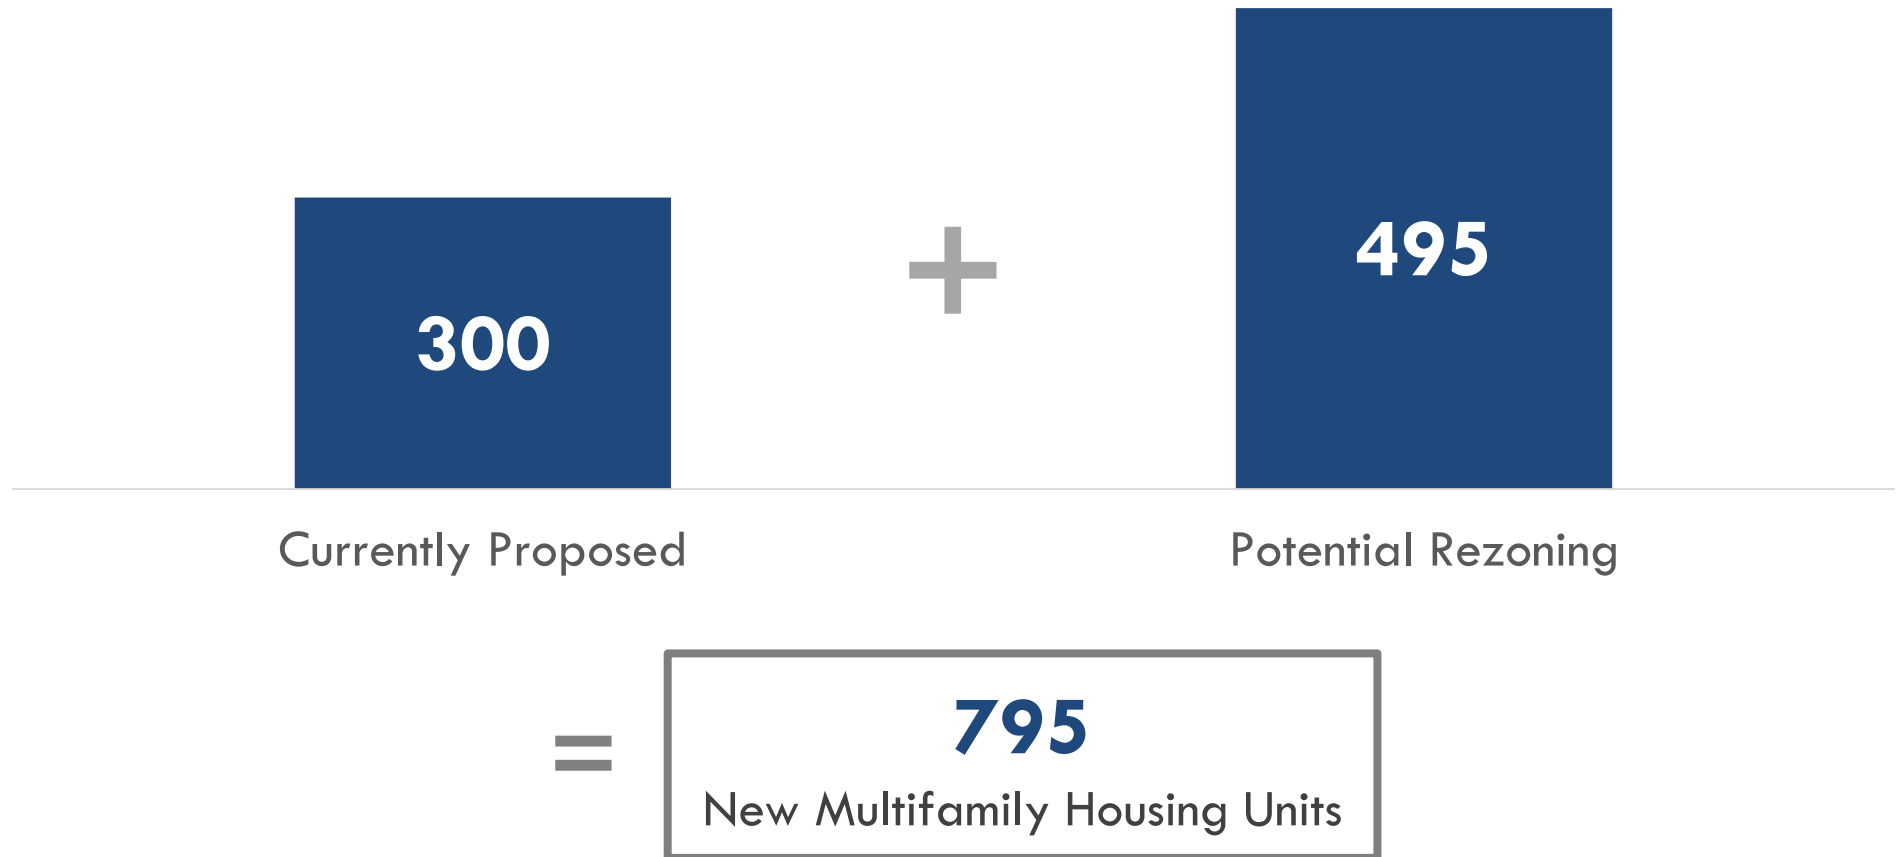 300
+
495
Currently Proposed
Potential Rezoning
=
795
New Multifamily Housing Units